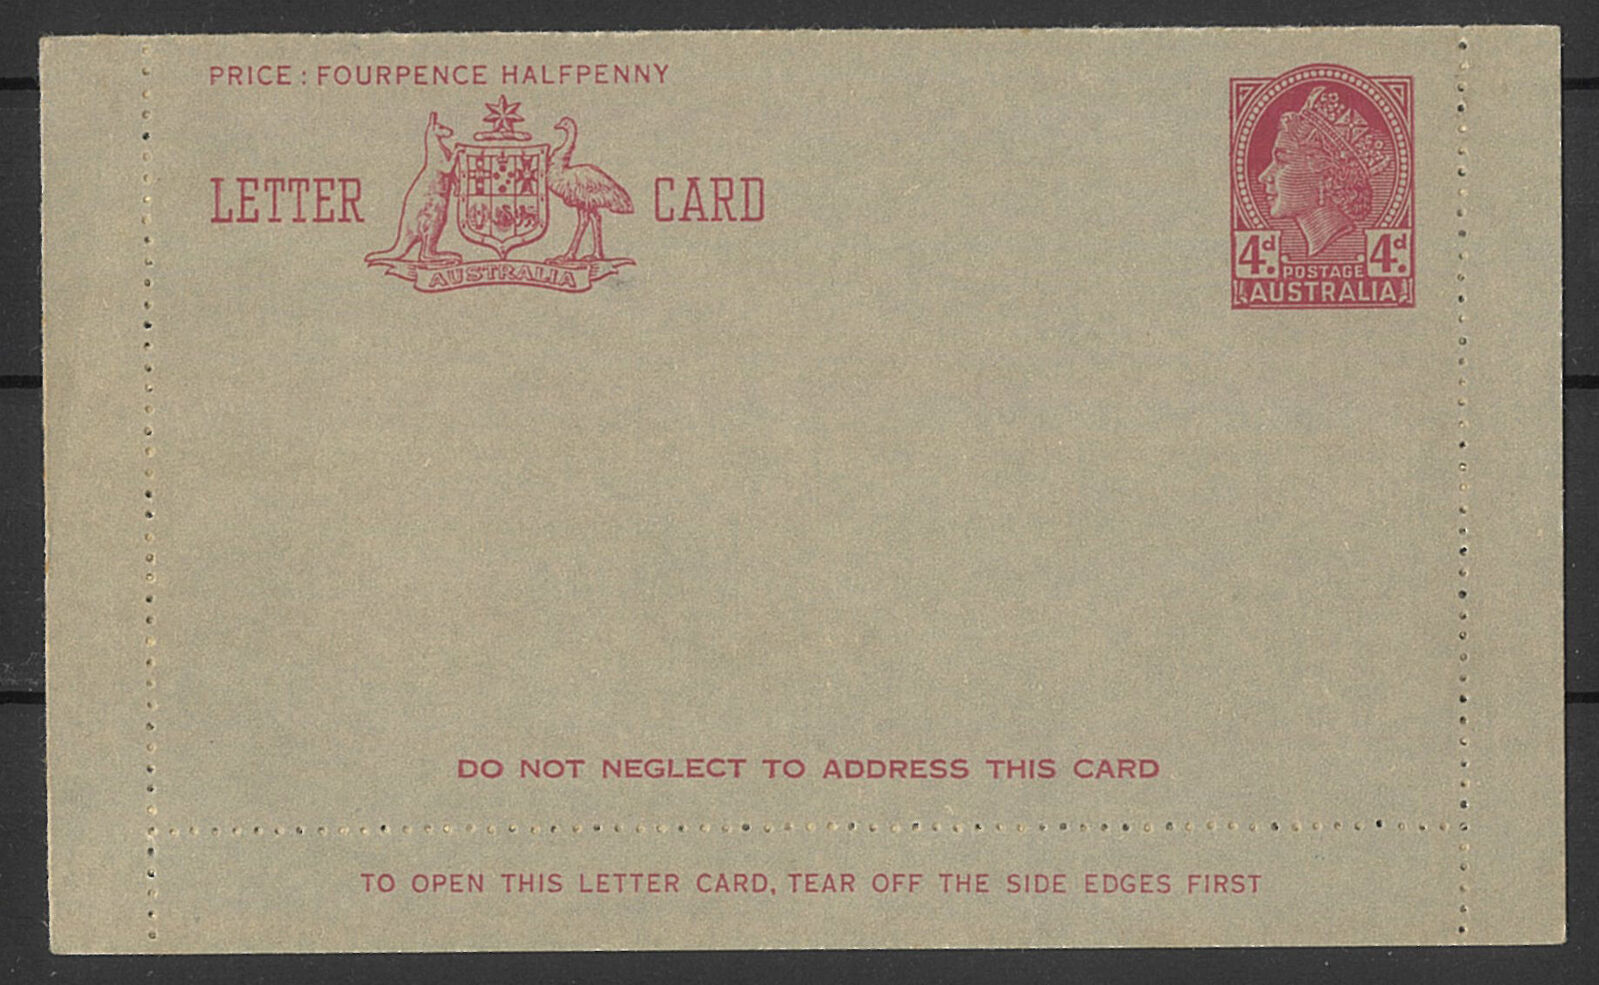 PRICE: FOURPENCE HALFPENNY
LETTER CARD
AUSTRALIA
4d. POSTAGE 4d.
AUSTRALIA
DO NOT NEGLECT TO ADDRESS THIS CARD
TO OPEN THIS LETTER CARD, TEAR OFF THE SIDE EDGES FIRST